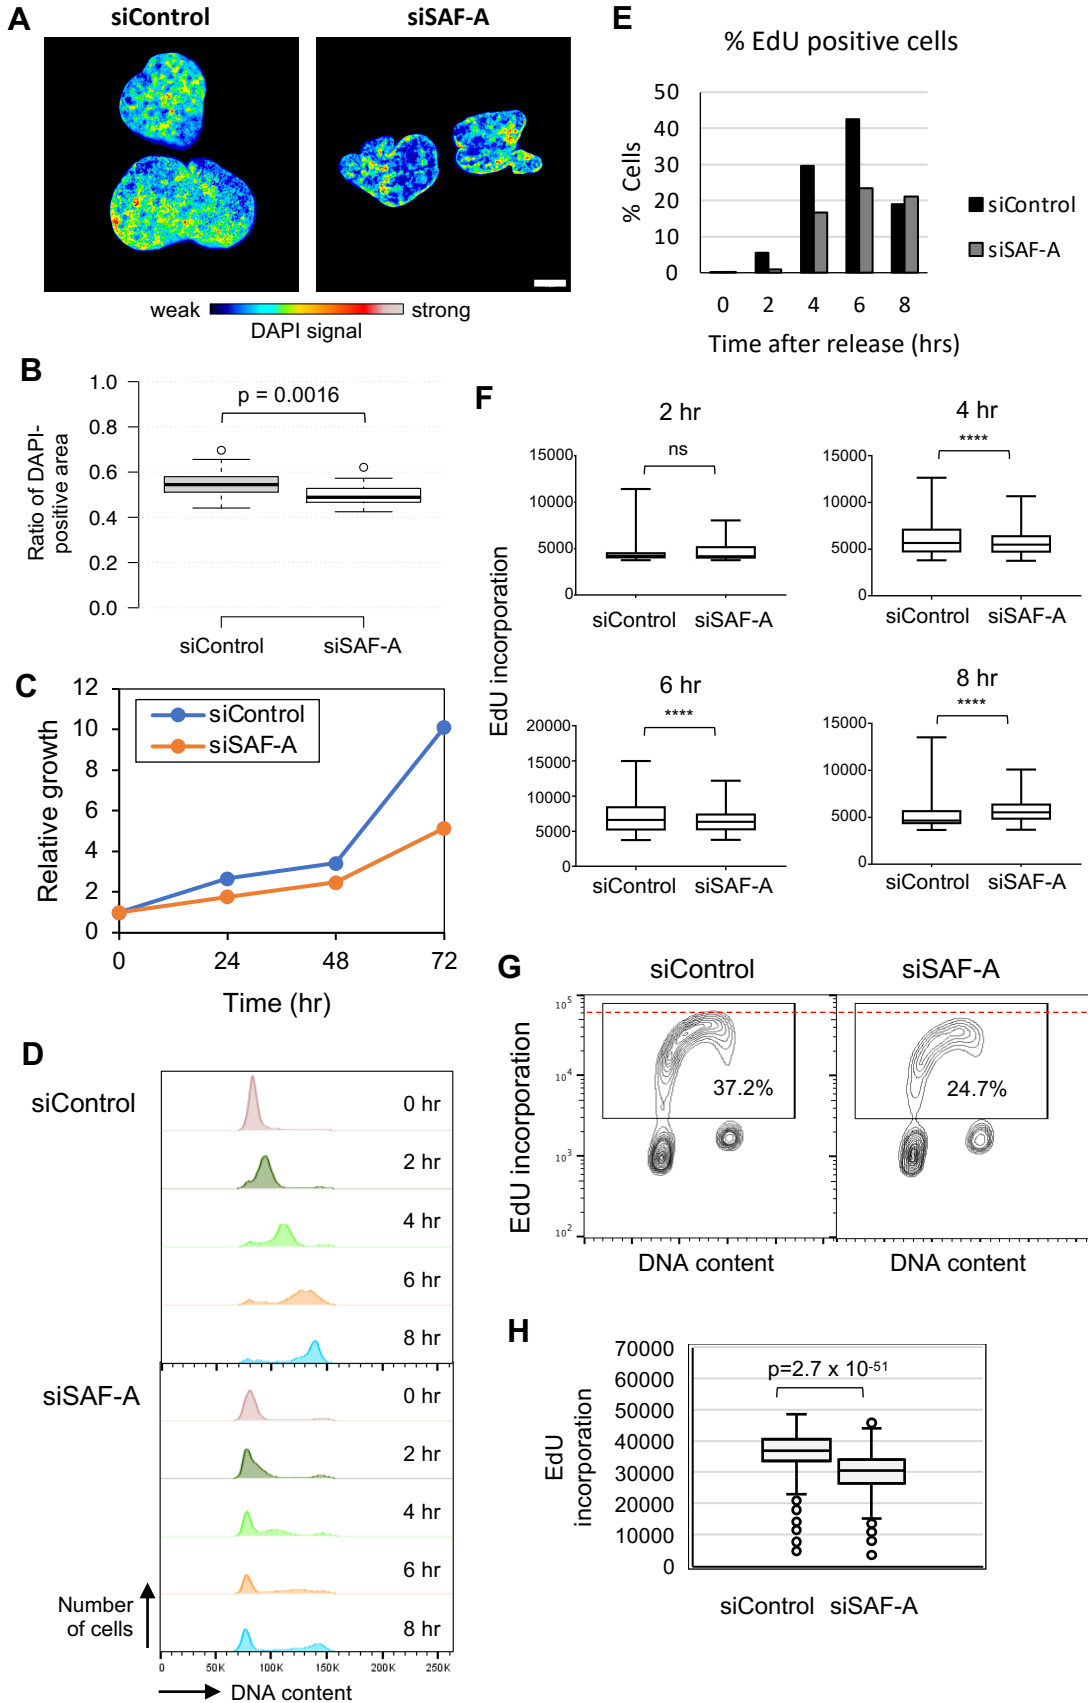 A
siControl
siSAF-A
weak
strong
DAPI signal
B
Ratio of DAPI-
positive area
1.0
0.8
0.6
0.4
0.2
0.0
p = 0.0016
siControl
siSAF-A
C
Relative growth
12
10
8
6
4
2
0
siControl
siSAF-A
0
24
48
72
Time (hr)
D
siControl
0 hr
2 hr
4 hr
6 hr
8 hr
siSAF-A
0 hr
2 hr
4 hr
6 hr
8 hr
Number
of cells
0
50K
100K
150K
200K
250K
DNA content
E
% EdU positive cells
% Cells
50
40
30
20
10
0
siControl
siSAF-A
0
2
4
6
8
Time after release (hrs)
F
EdU incorporation
2 hr
15000
10000
5000
0
ns
siControl
siSAF-A
4 hr
15000
10000
5000
0
****
siControl
siSAF-A
6 hr
20000
15000
10000
5000
0
****
siControl
siSAF-A
8 hr
15000
10000
5000
0
****
siControl
siSAF-A
G
siControl
siSAF-A
EdU incorporation
10⁵
10⁴
10³
10²
37.2%
24.7%
DNA content
DNA content
H
EdU
incorporation
70000
60000
50000
40000
30000
20000
10000
0
p=2.7 x 10⁻⁵¹
siControl
siSAF-A